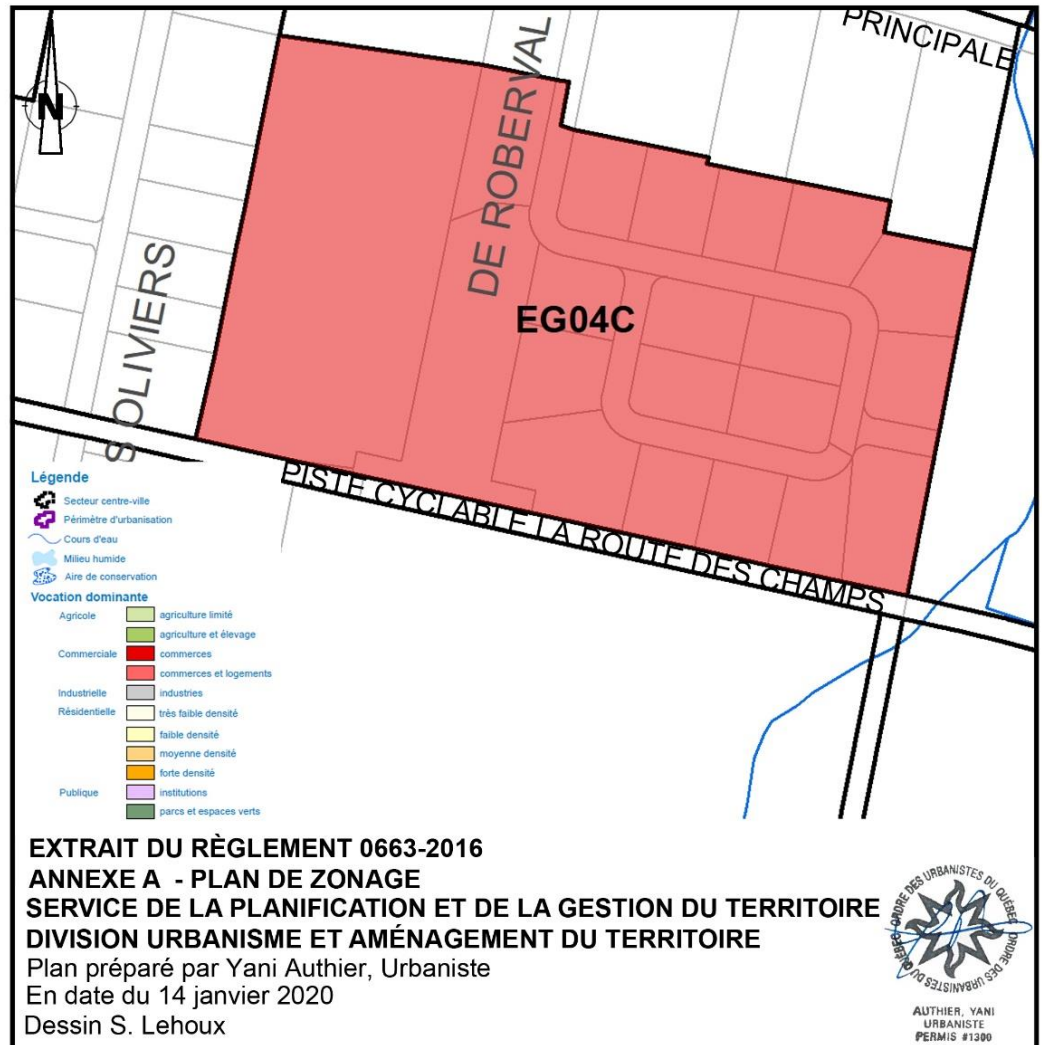 PRINCIPALE
N
DE ROBERVAL
S OLIVIERS
EG04C
PISTE CYCLABLE LA ROUTE DES CHAMPS
Légende
Secteur centre-ville
Périmètre d'urbanisation
Cours d'eau
Milieu humide
Aire de conservation
Vocation dominante
Agricole agriculture limité
agriculture et élevage
Commerciale commerces
commerces et logements
Industrielle industries
Résidentielle très faible densité
faible densité
moyenne densité
forte densité
Publique institutions
parcs et espaces verts
EXTRAIT DU RÈGLEMENT 0663-2016
ANNEXE A - PLAN DE ZONAGE
SERVICE DE LA PLANIFICATION ET DE LA GESTION DU TERRITOIRE
DIVISION URBANISME ET AMÉNAGEMENT DU TERRITOIRE
Plan préparé par Yani Authier, Urbaniste
En date du 14 janvier 2020
Dessin S. Lehoux
ORDRE DES URBANISTES DU QUÉBEC
ORDRE DES URBANISTES DU QUÉBEC
AUTHIER, YANI
URBANISTE
PERMIS #1300